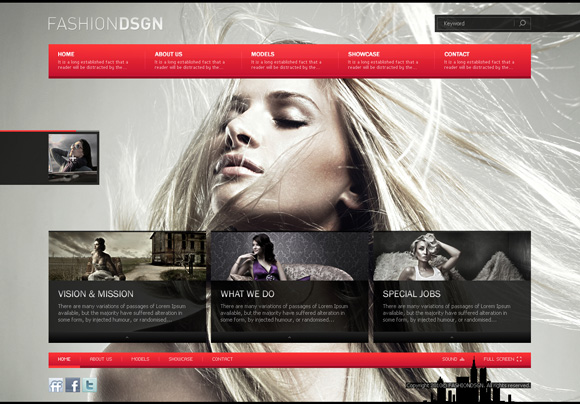 FASHIONDSGN
Keyword
HOME ABOUT US MODELS SHOWCASE CONTACT
It is a long established fact that a It is a long established fact that a It is a long established fact that a It is a long established fact that a It is a long established fact that a
reader will be distracted by the... reader will be distracted by the... reader will be distracted by the... reader will be distracted by the... reader will be distracted by the...
VISION & MISSION
There are many variations of passages of Lorem Ipsum
available, but the majority have suffered alteration in
some form, by injected humour, or randomised...
WHAT WE DO
There are many variations of passages of Lorem Ipsum
available, but the majority have suffered alteration in
some form, by injected humour, or randomised...
SPECIAL JOBS
There are many variations of passages of Lorem Ipsum
available, but the majority have suffered alteration in
some form, by injected humour, or randomised...
HOME ABOUT US MODELS SHOWCASE CONTACT SOUND FULL SCREEN
Copyright 2010 © FASHIONDSGN. All rights reserved.